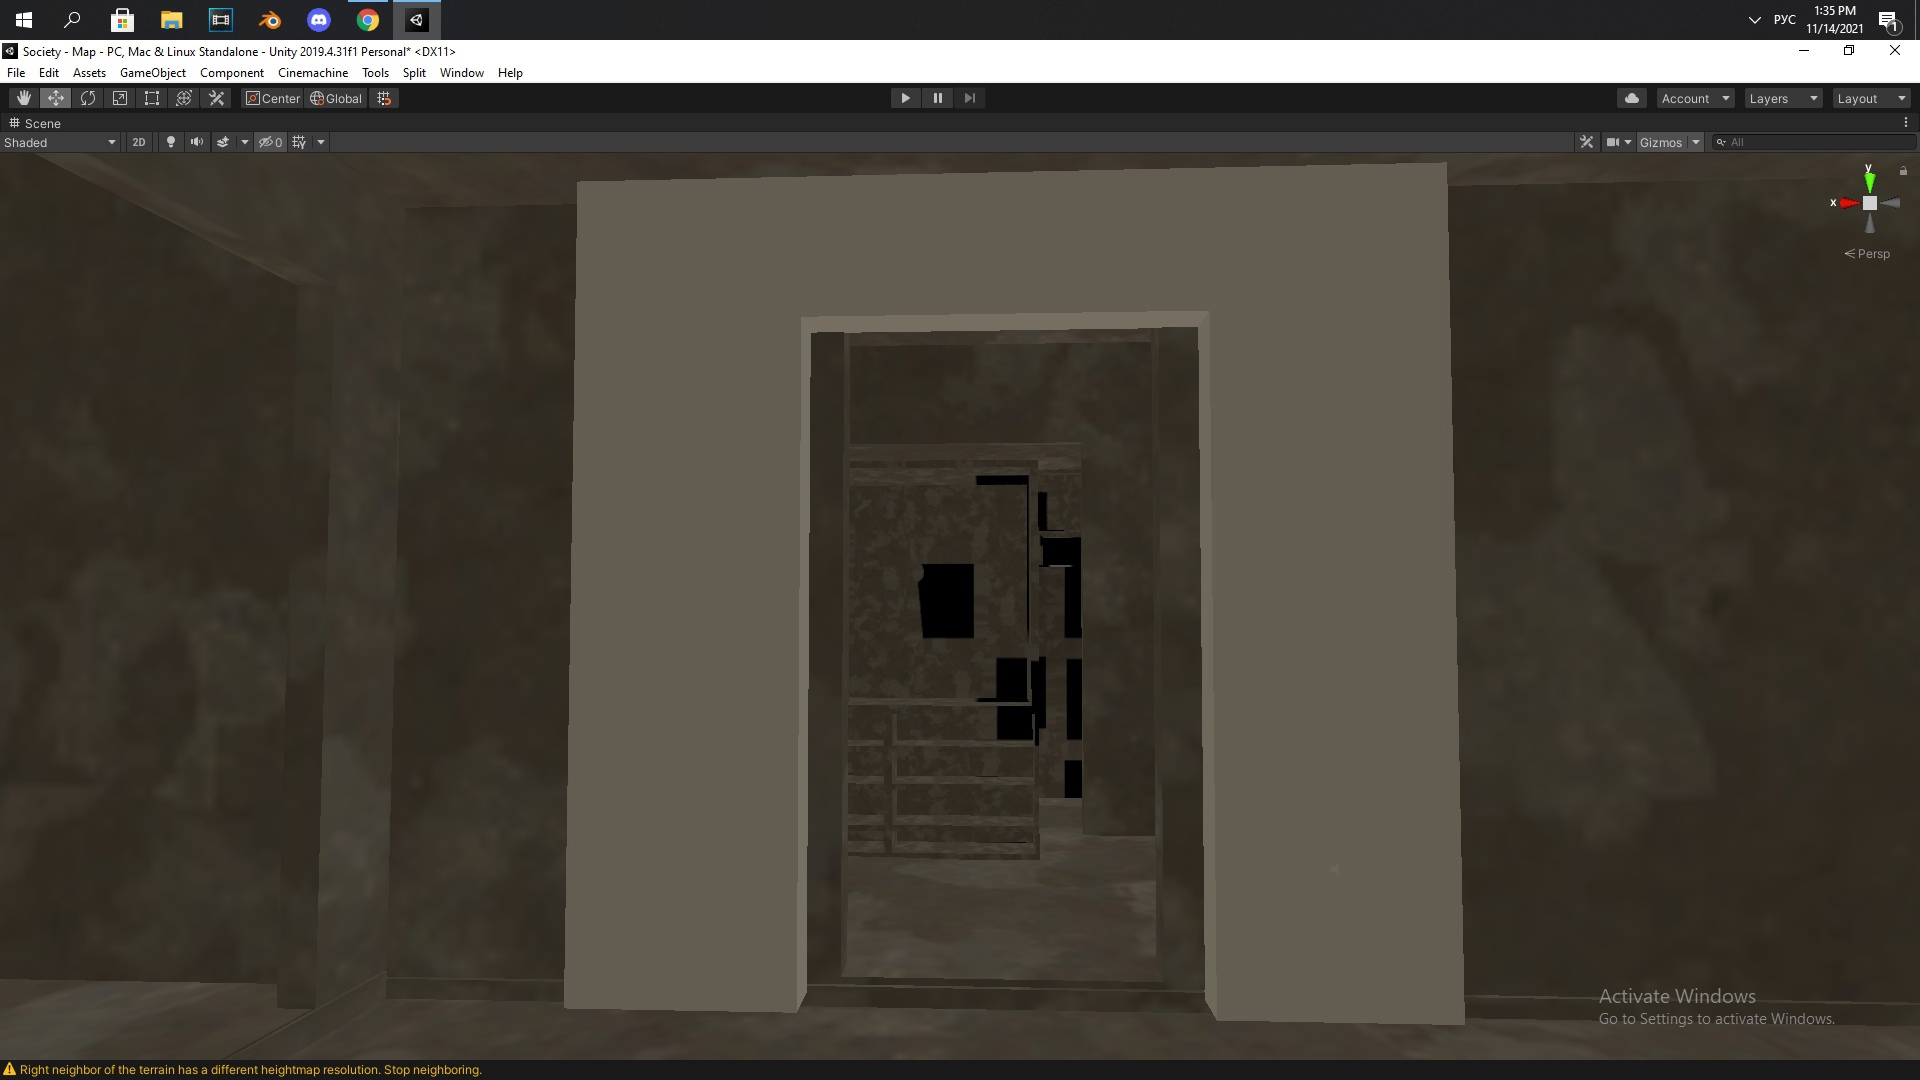 РУС
1:35 PM
11/14/2021
1
Society - Map - PC, Mac & Linux Standalone - Unity 2019.4.31f1 Personal* <DX11>
File Edit Assets GameObject Component Cinemachine Tools Split Window Help
Center Global
Account Layers Layout
Scene
Shaded 2D 0 Gizmos All
y
x
Persp
Activate Windows
Go to Settings to activate Windows.
Right neighbor of the terrain has a different heightmap resolution. Stop neighboring.